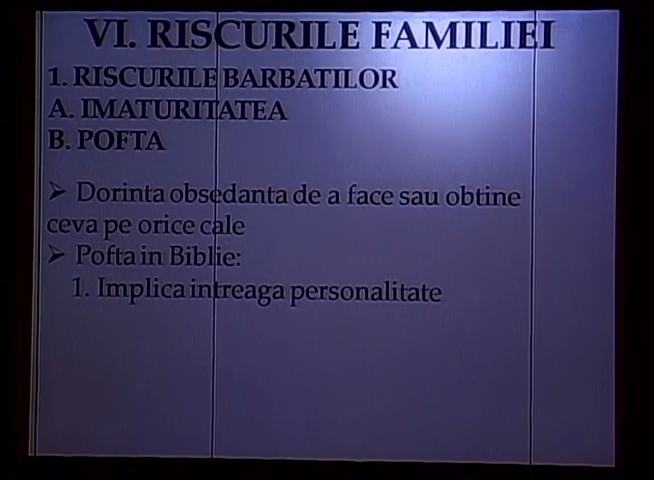 VI. RISCURILE FAMILIEI
1. RISCURILE BARBATILOR
A. IMATURITATEA
B. POFTA
➢ Dorinta obsedanta de a face sau obtine
ceva pe orice cale
➢ Pofta in Biblie:
1. Implica intreaga personalitate